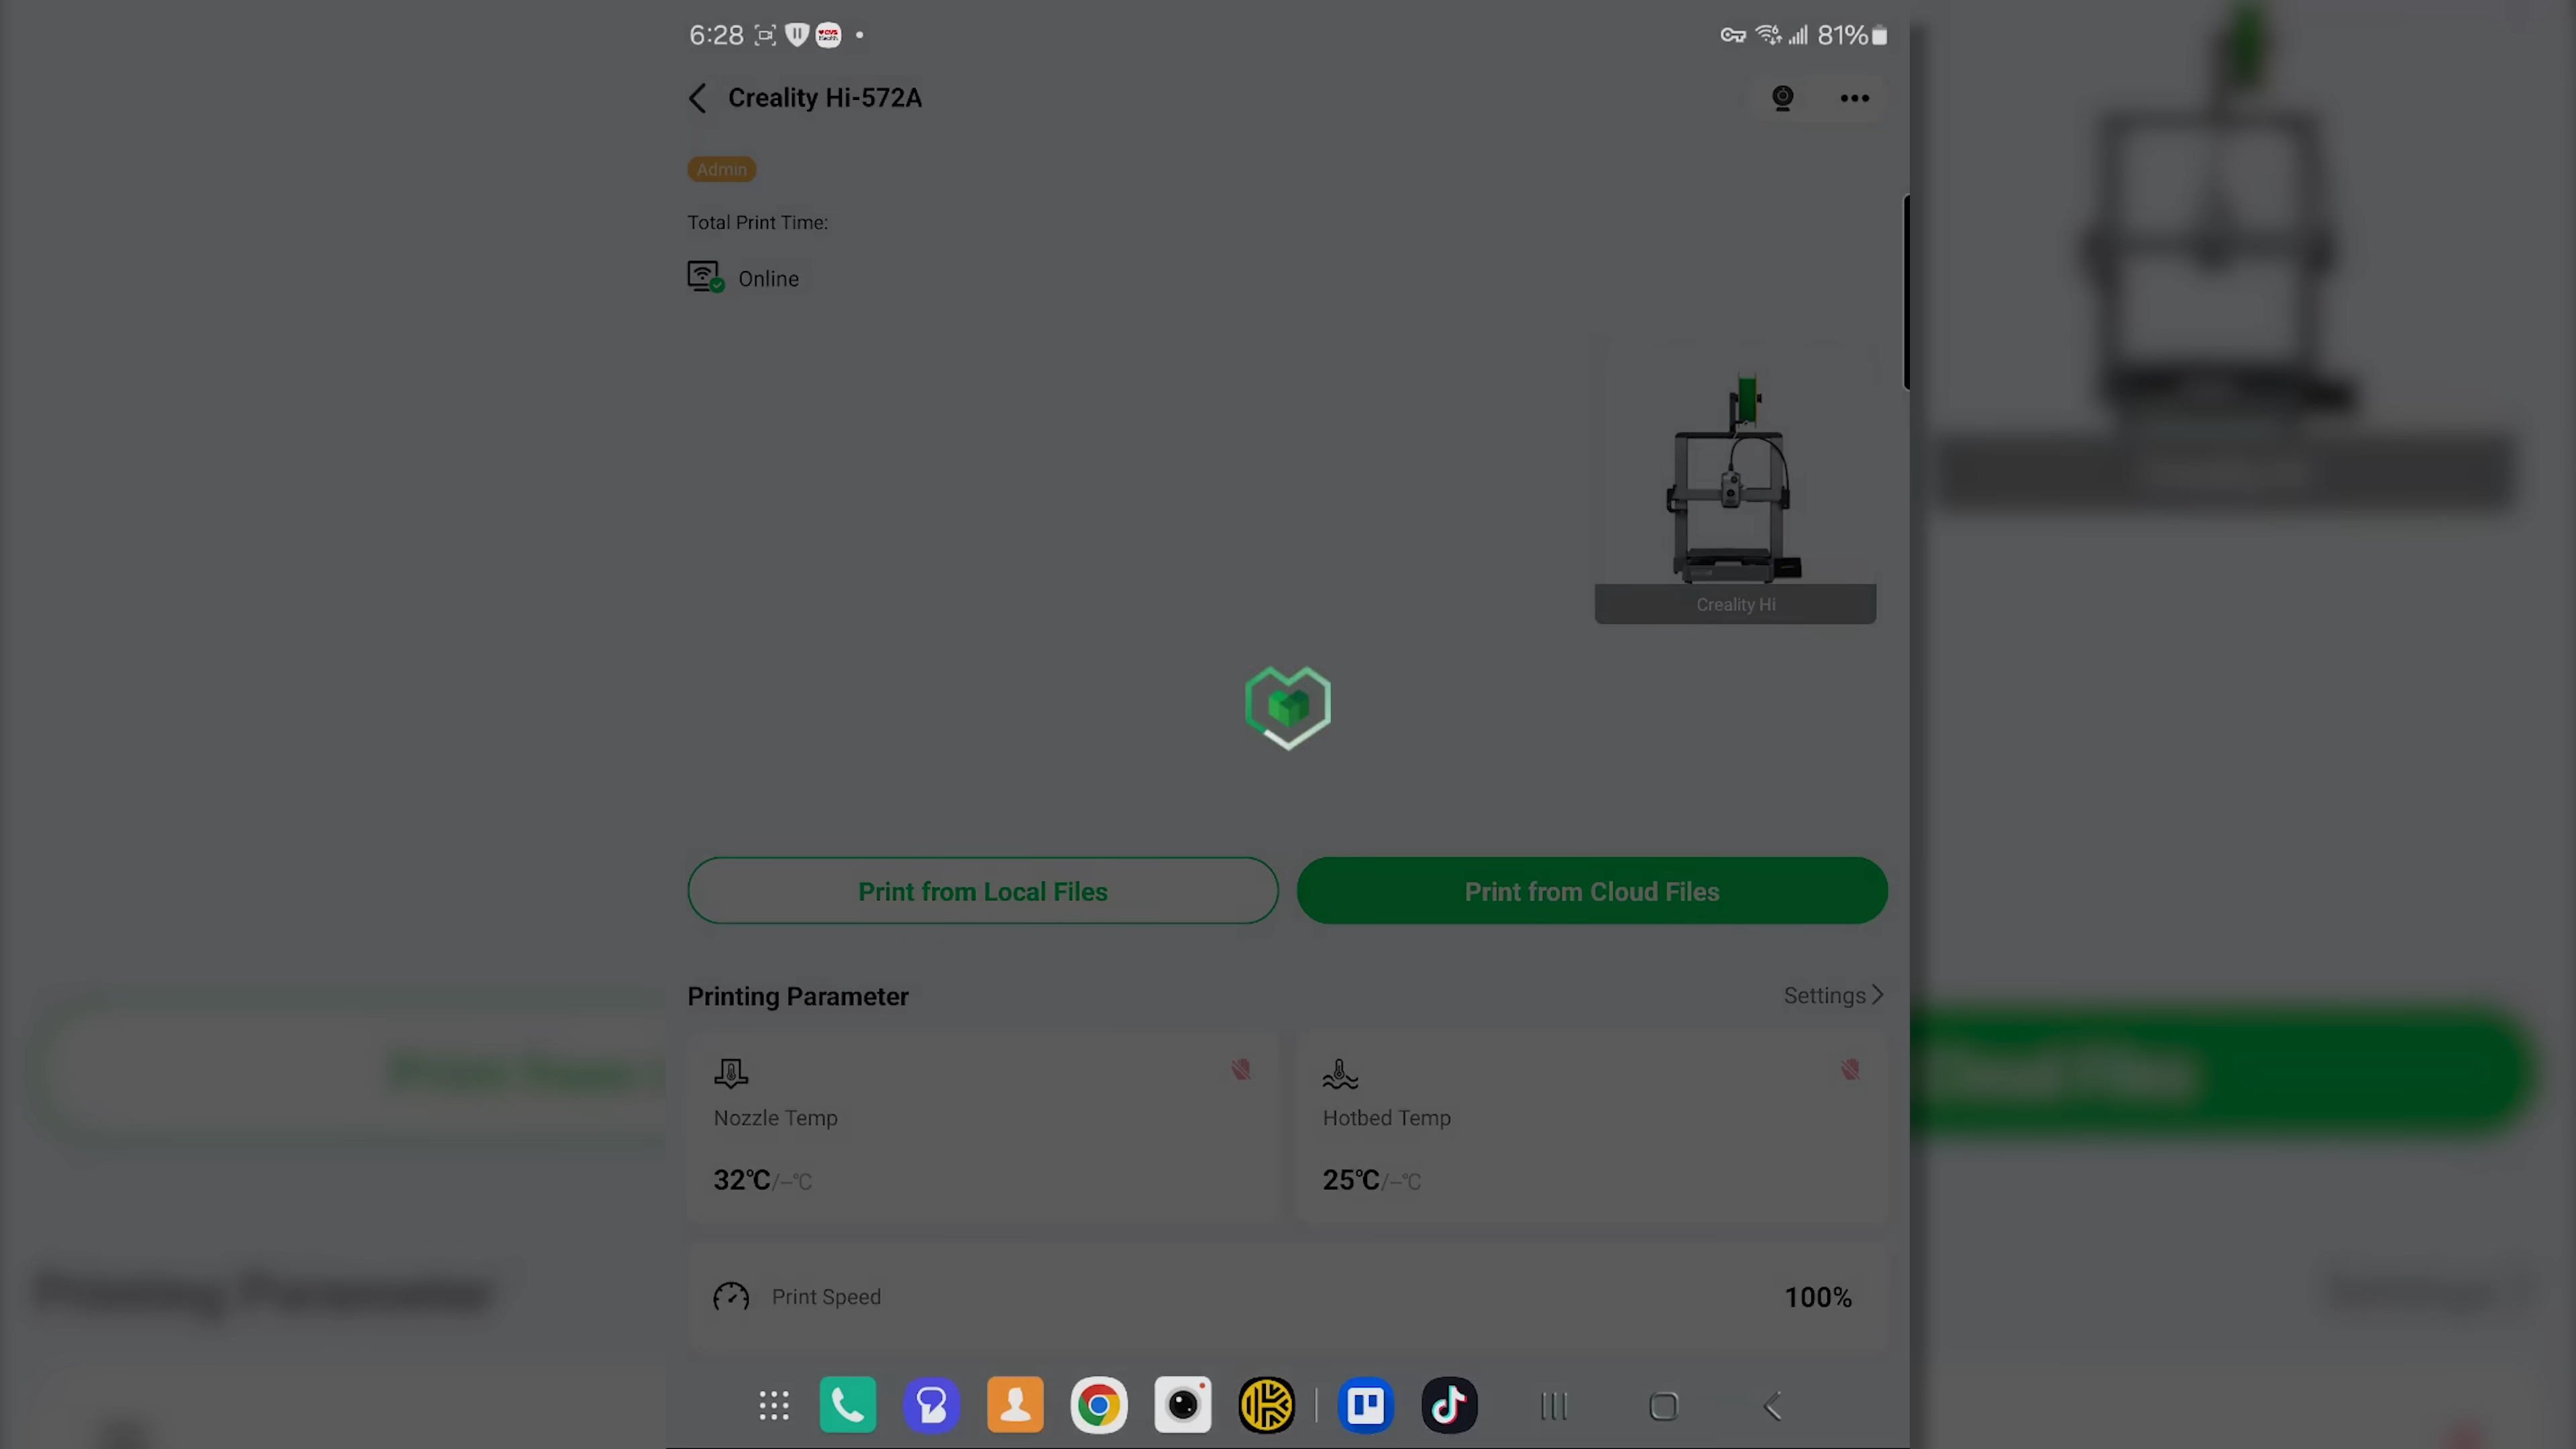 6:28
81%
Creality Hi-572A
Admin
Total Print Time:
Online
Creality Hi
Print from Local Files
Print from Cloud Files
Printing Parameter
Settings
Nozzle Temp
32℃/--℃
Hotbed Temp
25℃/--℃
Print Speed
100%